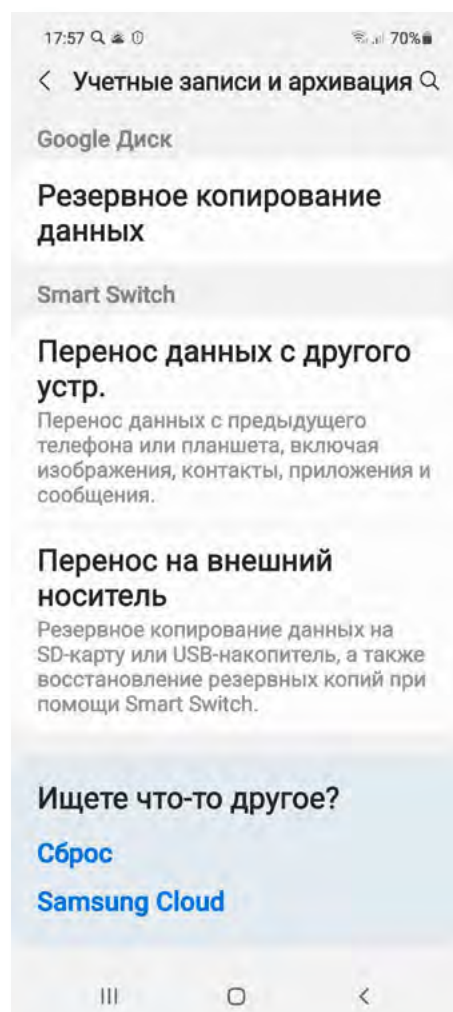 17:57
70%
Учетные записи и архивация
Google Диск
Резервное копирование
данных
Smart Switch
Перенос данных с другого
устр.
Перенос данных с предыдущего
телефона или планшета, включая
изображения, контакты, приложения и
сообщения.
Перенос на внешний
носитель
Резервное копирование данных на
SD-карту или USB-накопитель, а также
восстановление резервных копий при
помощи Smart Switch.
Ищете что-то другое?
Сброс
Samsung Cloud